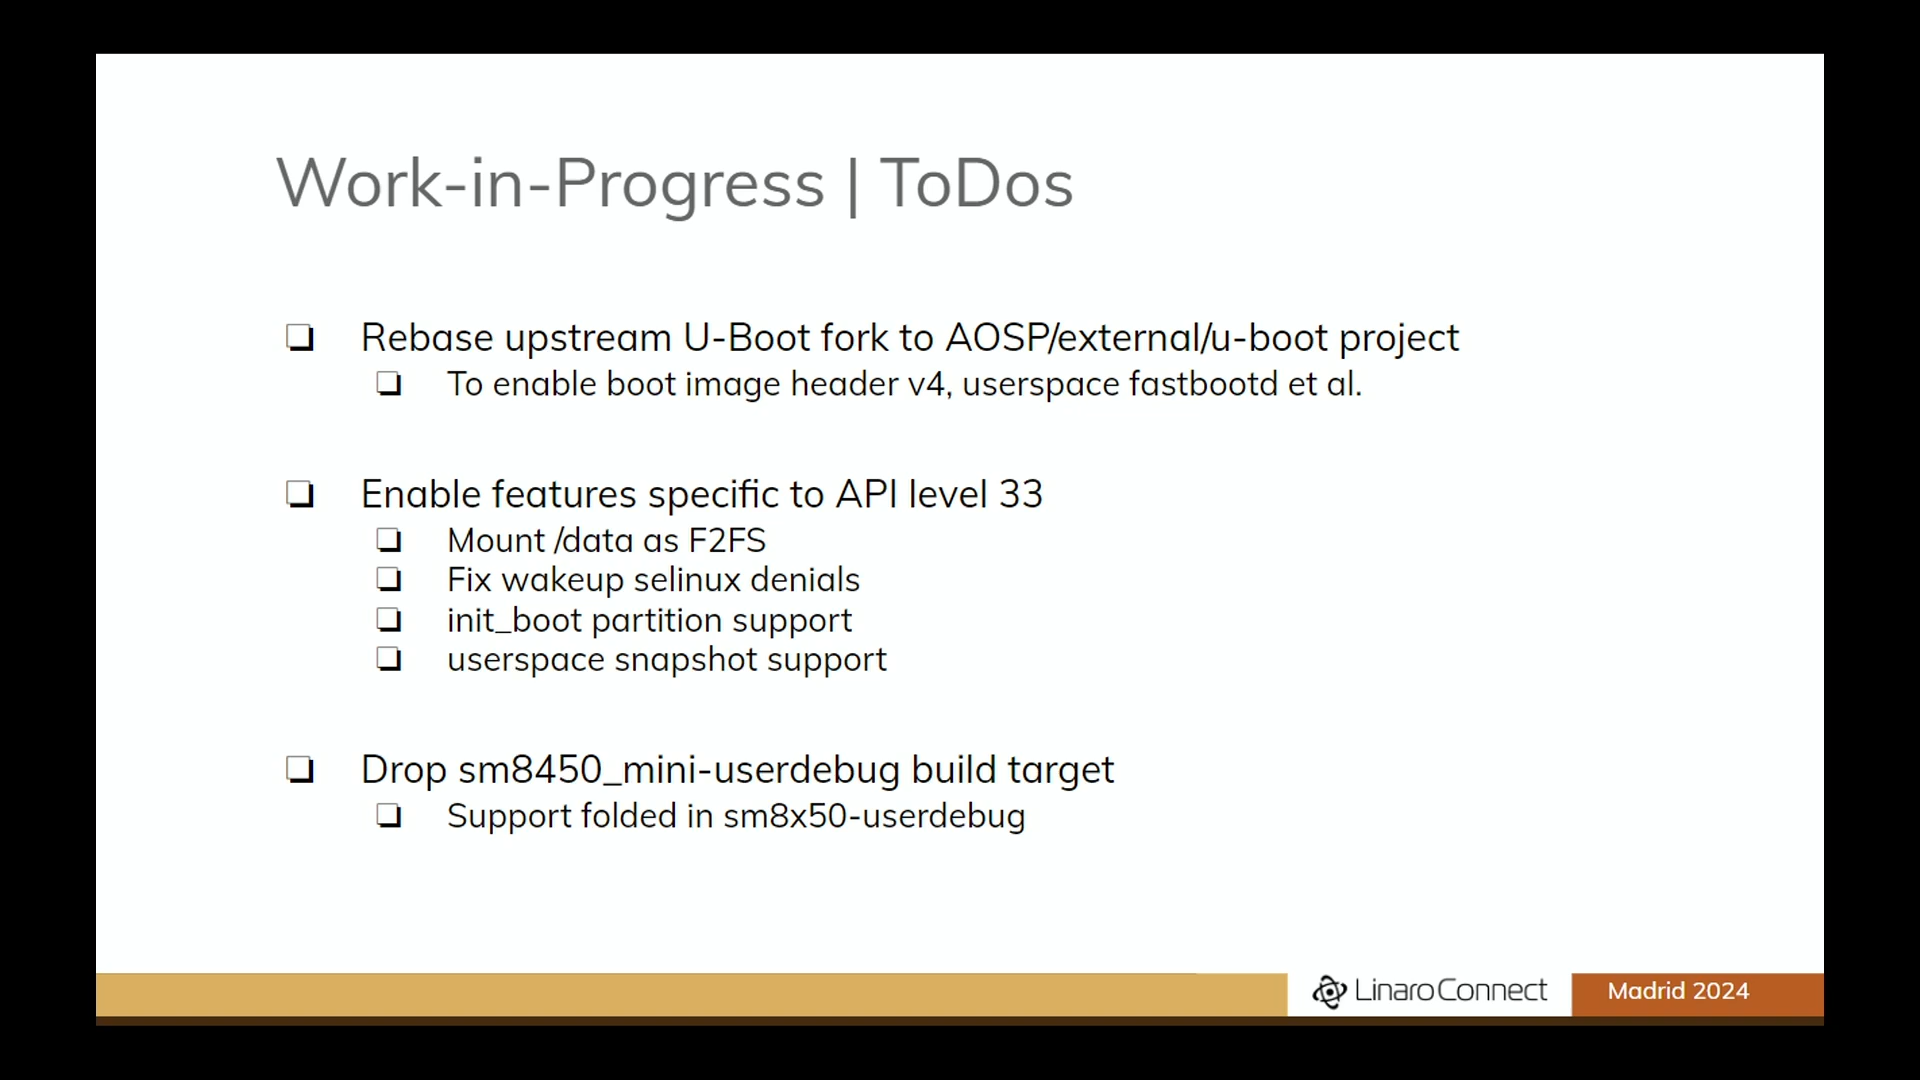 Work-in-Progress | ToDos
❏ Rebase upstream U-Boot fork to AOSP/external/u-boot project
❏ To enable boot image header v4, userspace fastbootd et al.
❏ Enable features specific to API level 33
❏ Mount /data as F2FS
❏ Fix wakeup selinux denials
❏ init_boot partition support
❏ userspace snapshot support
❏ Drop sm8450_mini-userdebug build target
❏ Support folded in sm8x50-userdebug
Linaro Connect
Madrid 2024